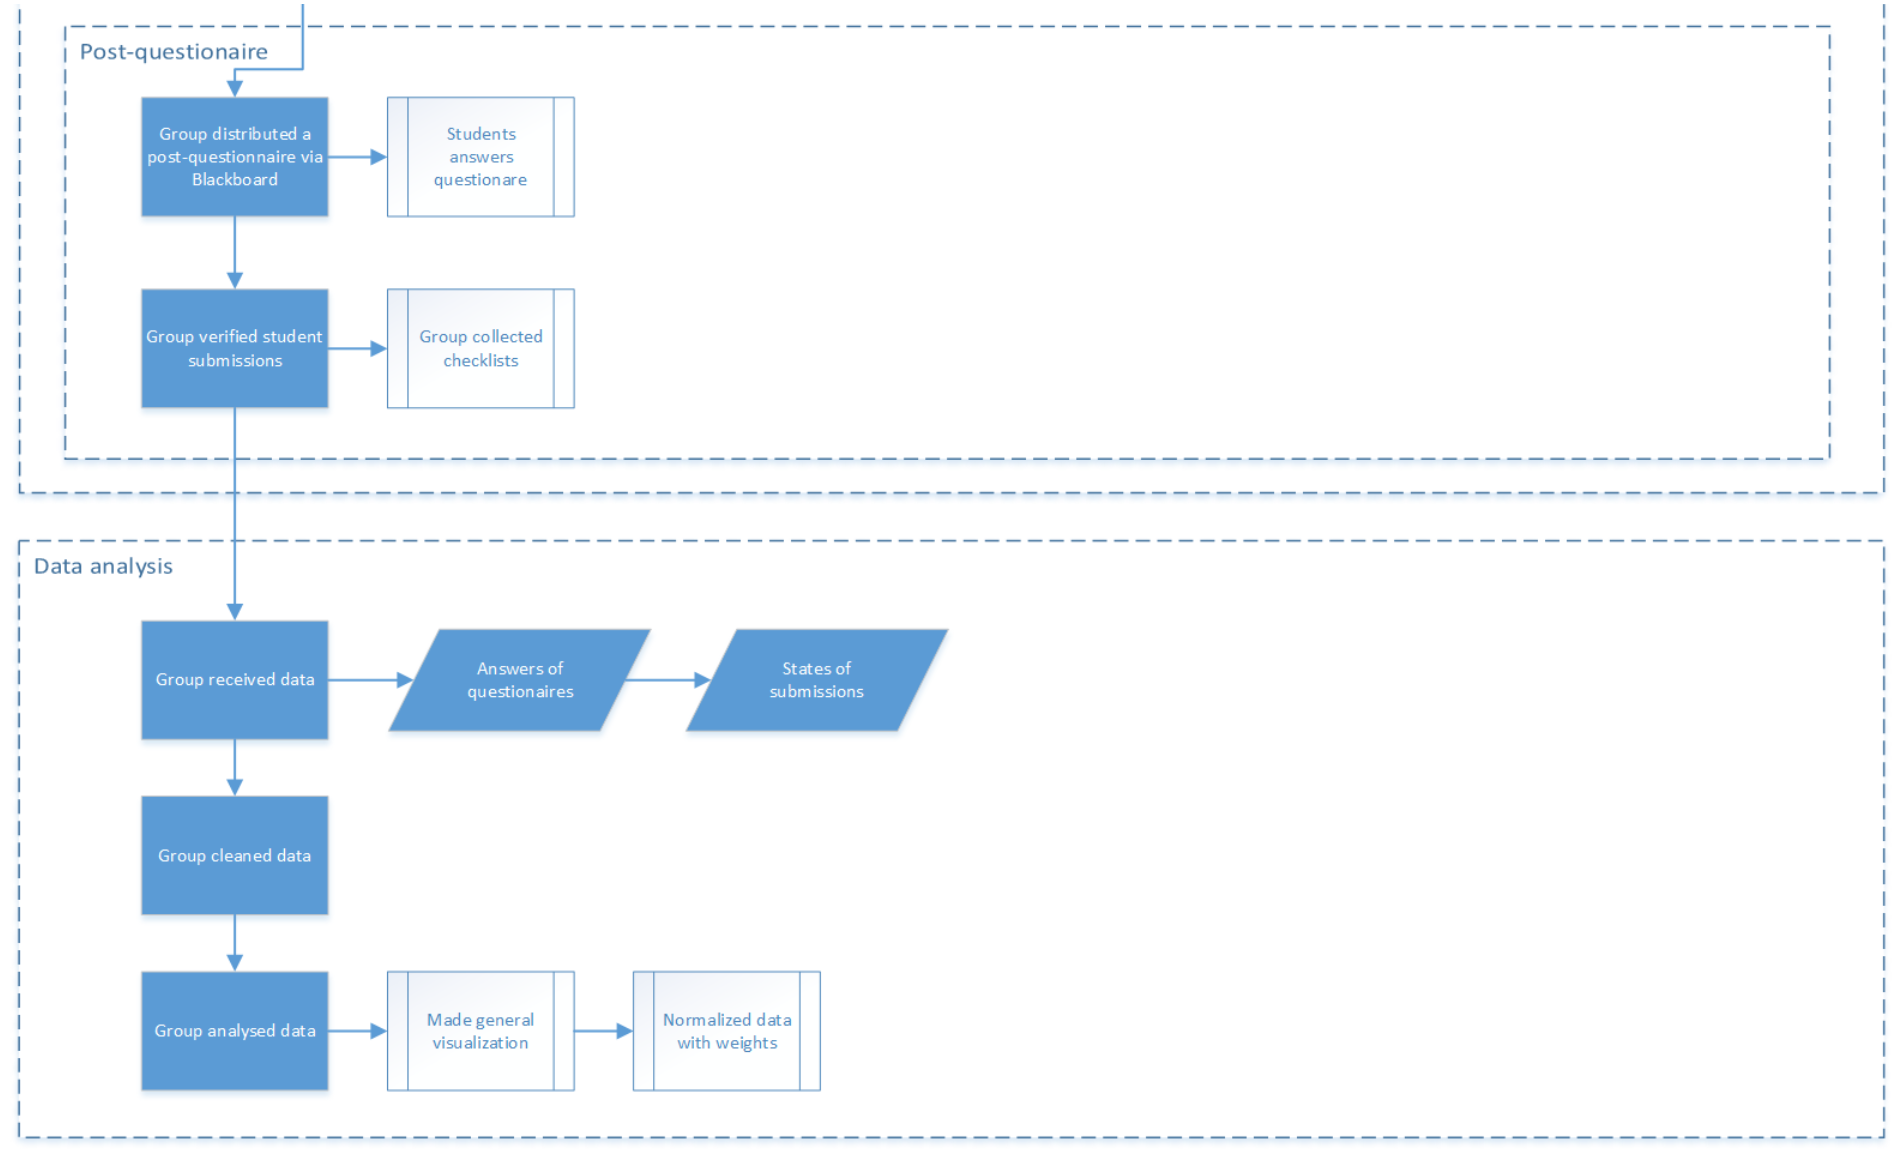 Post-questionaire
Group distributed a
post-questionnaire via
Blackboard
Students
answers
questionare
Group verified student
submissions
Group collected
checklists
Data analysis
Group received data
Answers of
questionaires
States of
submissions
Group cleaned data
Group analysed data
Made general
visualization
Normalized data
with weights